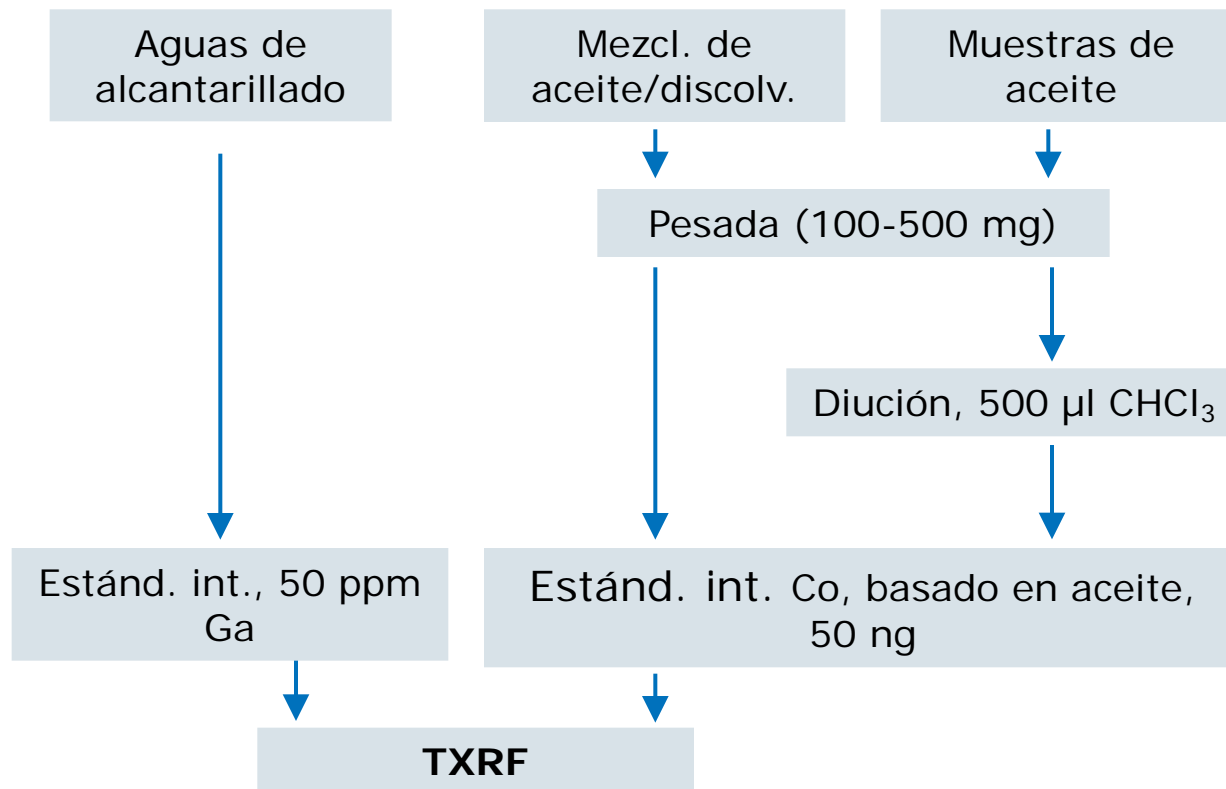 Aguas de
alcantarillado
Mezcl. de
aceite/discolv.
Muestras de
aceite
Pesada (100-500 mg)
Diución, 500 µl CHCl₃
Estánd. int., 50 ppm
Ga
Estánd. int. Co, basado en aceite,
50 ng
TXRF